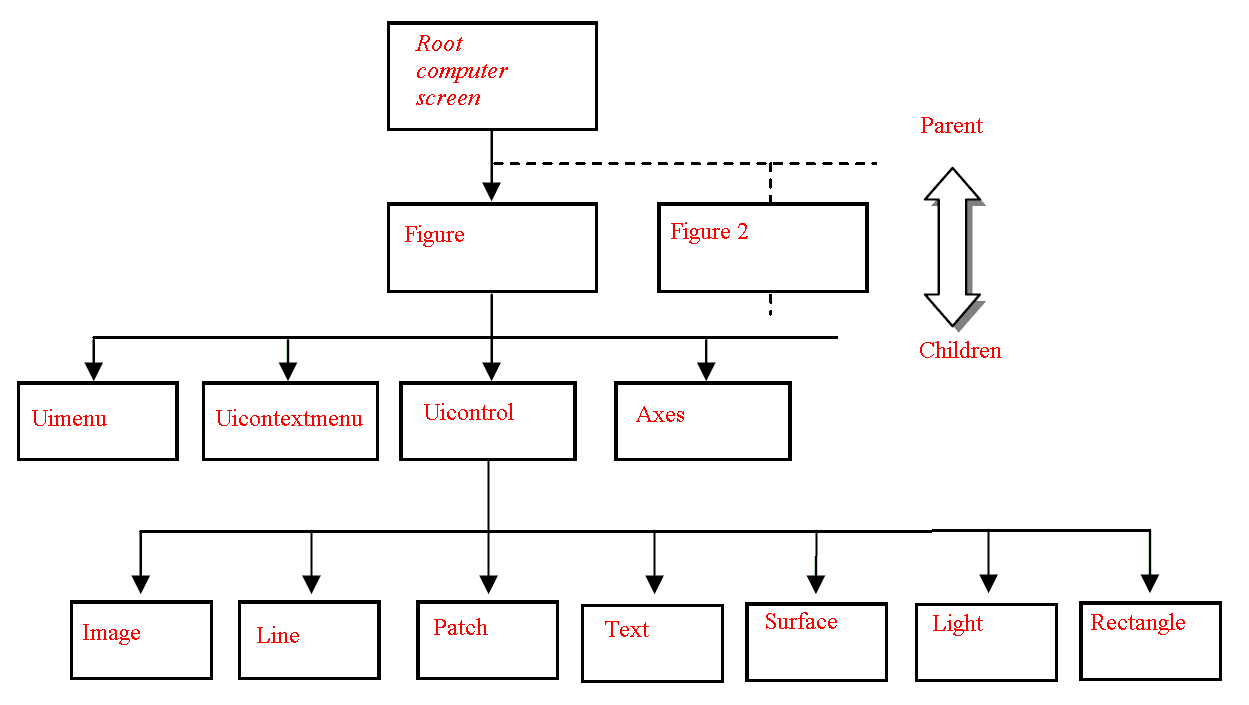 Root
computer
screen
Parent
Figure
Figure 2
Children
Uimenu
Uicontextmenu
Uicontrol
Axes
Image
Line
Patch
Text
Surface
Light
Rectangle